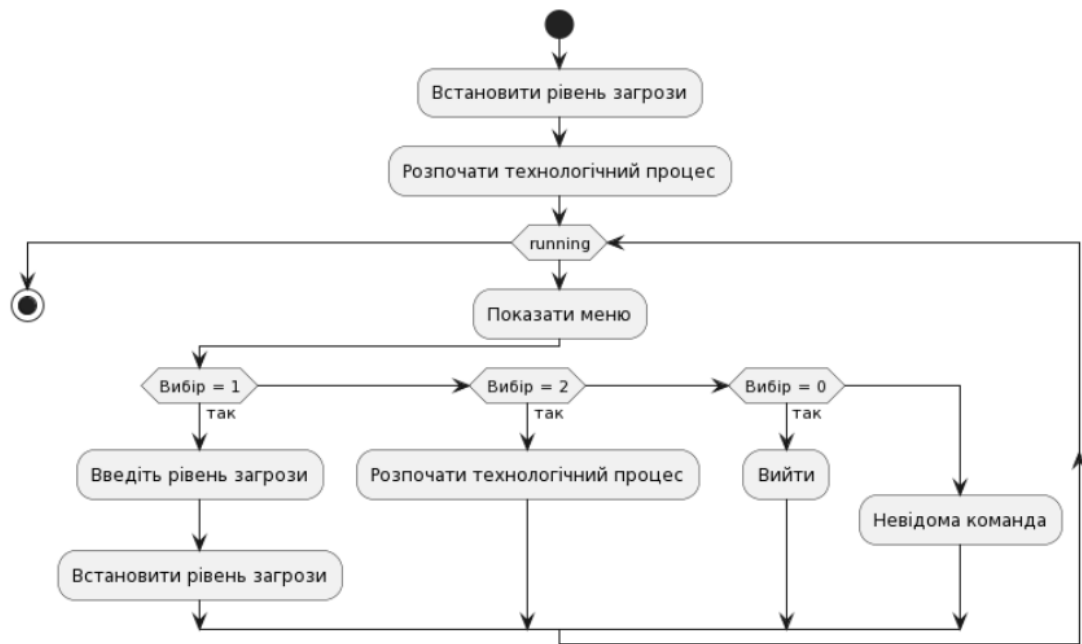 Встановити рівень загрози
Розпочати технологічний процес
running
Показати меню
Вибір = 1
Вибір = 2
Вибір = 0
так
так
так
Введіть рівень загрози
Розпочати технологічний процес
Вийти
Невідома команда
Встановити рівень загрози